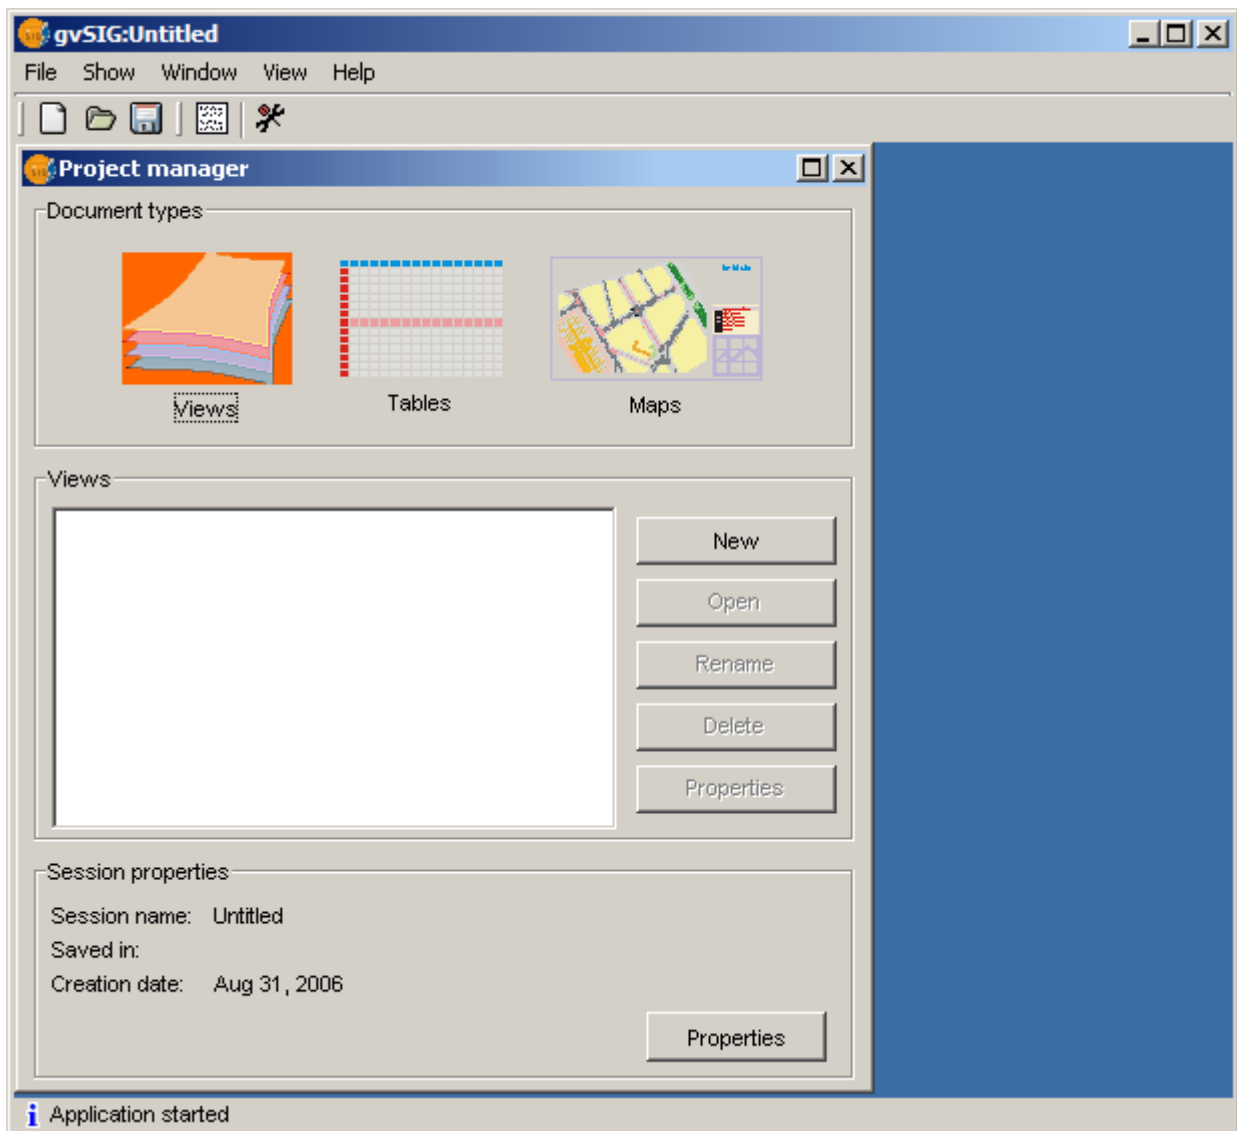 gvSIG:Untitled
File Show Window View Help
Project manager
Document types
Views Tables Maps
Views
New
Open
Rename
Delete
Properties
Session properties
Session name: Untitled
Saved in:
Creation date: Aug 31, 2006
Properties
Application started